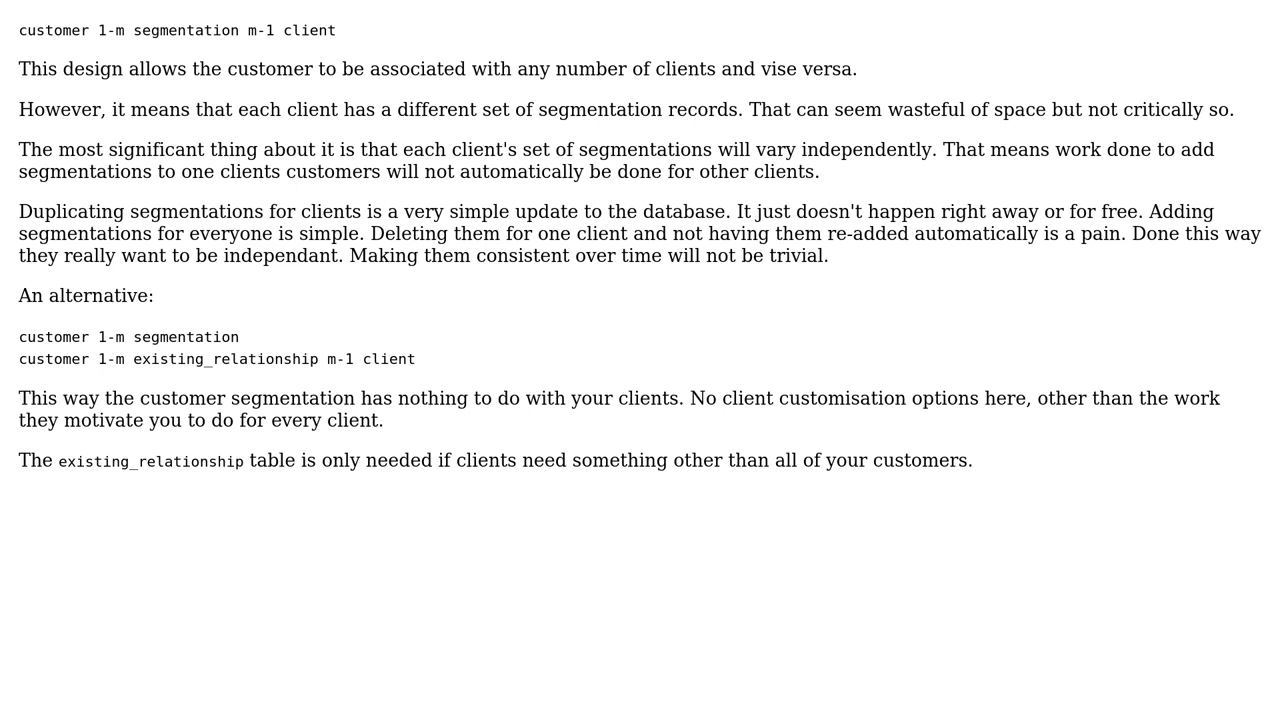 customer 1-m segmentation m-1 client
This design allows the customer to be associated with any number of clients and vise versa.
However, it means that each client has a different set of segmentation records. That can seem wasteful of space but not critically so.
The most significant thing about it is that each client's set of segmentations will vary independently. That means work done to add
segmentations to one clients customers will not automatically be done for other clients.
Duplicating segmentations for clients is a very simple update to the database. It just doesn't happen right away or for free. Adding
segmentations for everyone is simple. Deleting them for one client and not having them re-added automatically is a pain. Done this way
they really want to be independant. Making them consistent over time will not be trivial.
An alternative:
customer 1-m segmentation
customer 1-m existing_relationship m-1 client
This way the customer segmentation has nothing to do with your clients. No client customisation options here, other than the work
they motivate you to do for every client.
The existing_relationship table is only needed if clients need something other than all of your customers.